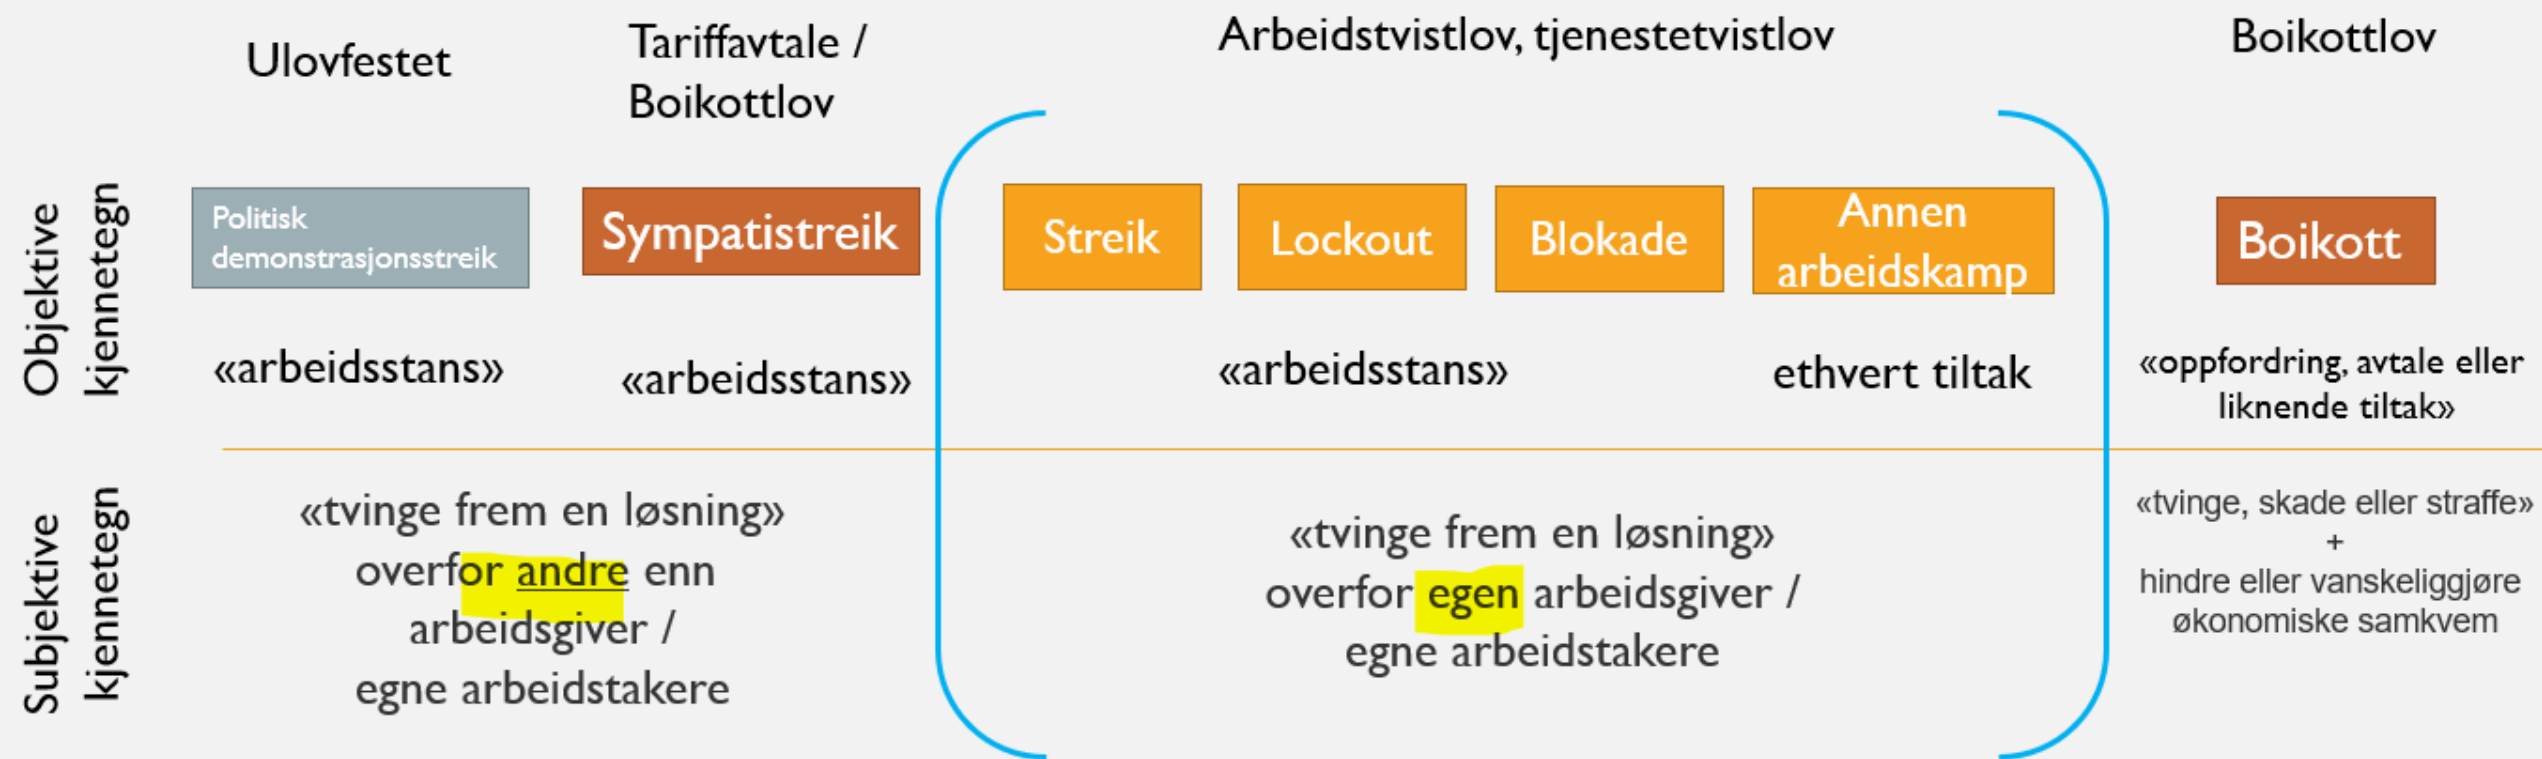 Ulovfestet
Tariffavtale /
Boikottlov
Arbeidstvistlov, tjenestetvistlov
Boikottlov
Objektive
kjennetegn
Politisk
demonstrasjonsstreik
Sympatistreik
Streik
Lockout
Blokade
Annen
arbeidskamp
Boikott
«arbeidsstans»
«arbeidsstans»
«arbeidsstans»
ethvert tiltak
«oppfordring, avtale eller
liknende tiltak»
Subjektive
kjennetegn
«tvinge frem en løsning»
overfor andre enn
arbeidsgiver /
egne arbeidstakere
«tvinge frem en løsning»
overfor egen arbeidsgiver /
egne arbeidstakere
«tvinge, skade eller straffe»
+
hindre eller vanskeliggjøre
økonomiske samkvem